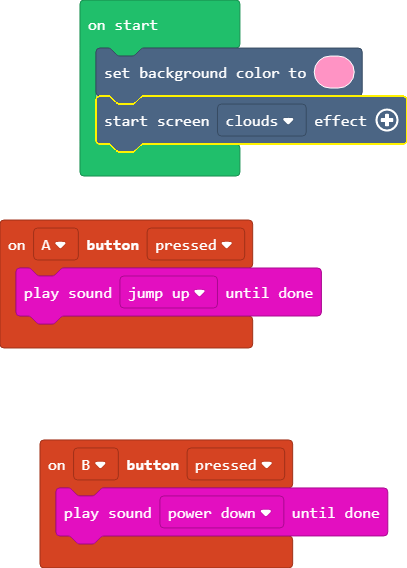 on start
set background color to
start screen clouds effect
on A button pressed
play sound jump up until done
on B button pressed
play sound power down until done